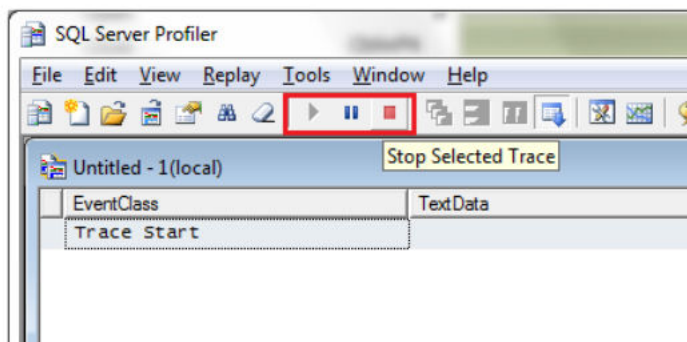 SQL Server Profiler
File Edit View Replay Tools Window Help
Stop Selected Trace
Untitled - 1(local)
EventClass TextData
Trace Start